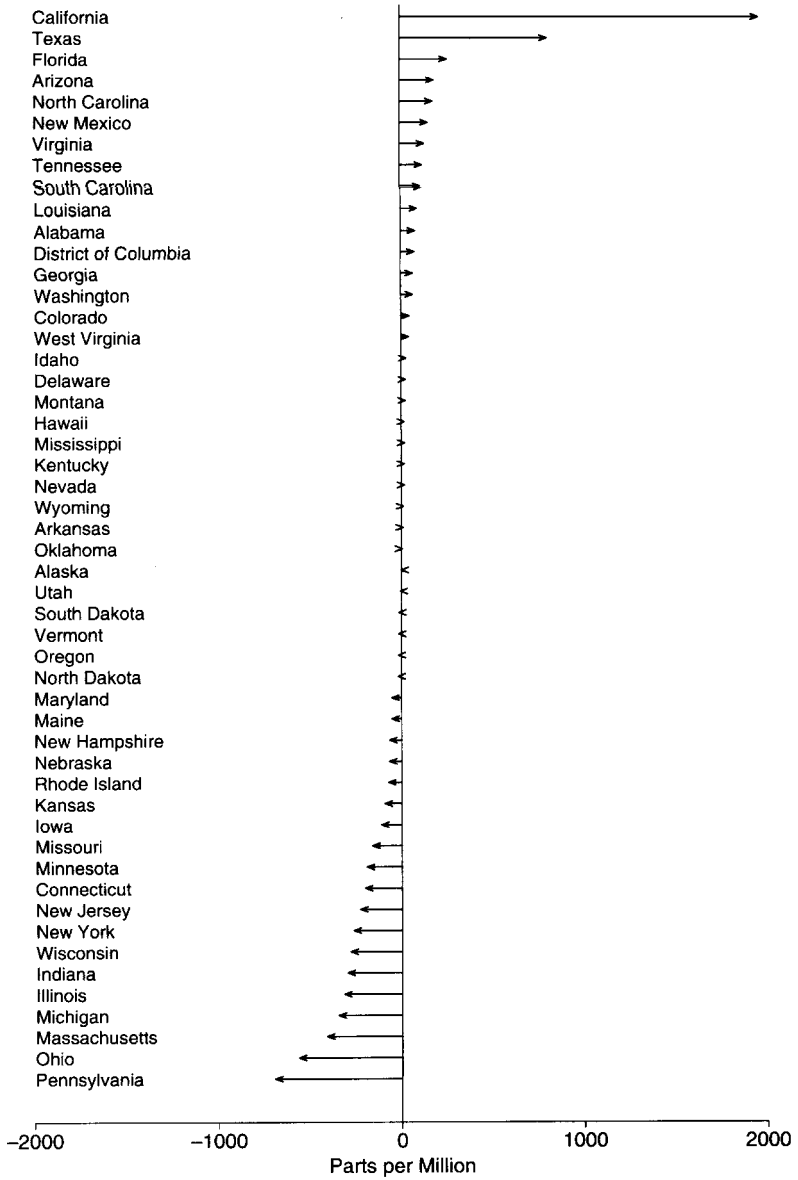 California
Texas
Florida
Arizona
North Carolina
New Mexico
Virginia
Tennessee
South Carolina
Louisiana
Alabama
District of Columbia
Georgia
Washington
Colorado
West Virginia
Idaho
Delaware
Montana
Hawaii
Mississippi
Kentucky
Nevada
Wyoming
Arkansas
Oklahoma
Alaska
Utah
South Dakota
Vermont
Oregon
North Dakota
Maryland
Maine
New Hampshire
Nebraska
Rhode Island
Kansas
Iowa
Missouri
Minnesota
Connecticut
New Jersey
New York
Wisconsin
Indiana
Illinois
Michigan
Massachusetts
Ohio
Pennsylvania
−2000 −1000 0 1000 2000
Parts per Million